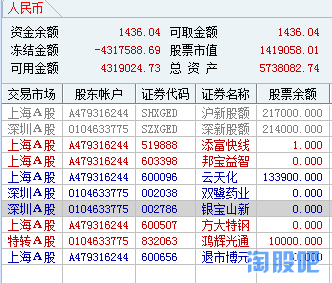 人民币
资金余额 1436.04 可取金额 1436.04
冻结金额 -4317588.69 股票市值 1419058.01
可用金额 4319024.73 总 资 产 5738082.74
交易市场 股东帐户 证券代码 证券名称 股票余额
上海A股 A479316244 SHXGED 沪新股额 217000.000
深圳A股 0104633775 SZXGED 深新股额 214000.000
上海A股 A479316244 519888 添富快线 1.000
上海A股 A479316244 603398 邦宝益智 0.000
上海A股 A479316244 600096 云天化 133900.000
深圳A股 0104633775 002038 双鹭药业 0.000
深圳A股 0104633775 002786 银宝山新 0.000
上海A股 A479316244 600507 方大特钢 0.000
特转A股 0104633775 832063 鸿辉光通 10000.000
上海A股 A479316244 600656 退市博元 0.000
淘股吧